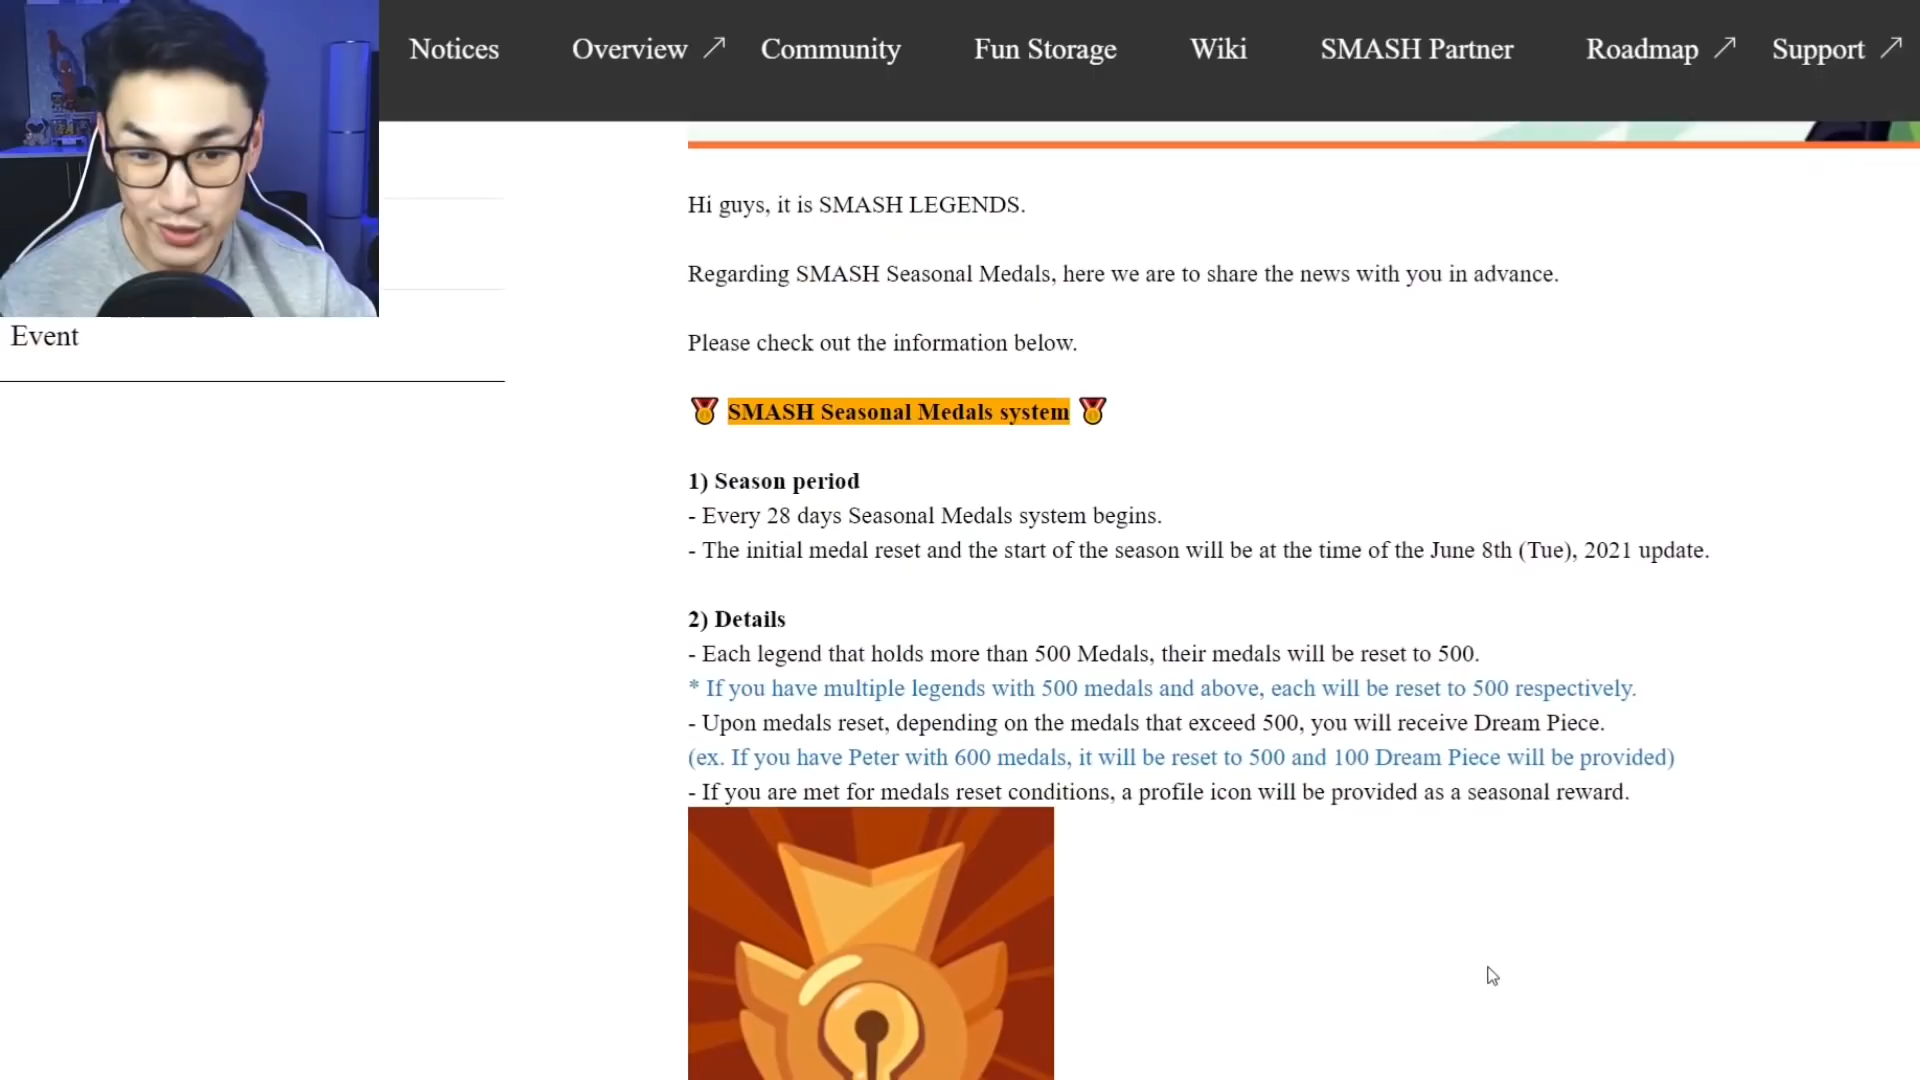 Notices Overview Community Fun Storage Wiki SMASH Partner Roadmap Support
Event
Hi guys, it is SMASH LEGENDS.
Regarding SMASH Seasonal Medals, here we are to share the news with you in advance.
Please check out the information below.
SMASH Seasonal Medals system
1) Season period
- Every 28 days Seasonal Medals system begins.
- The initial medal reset and the start of the season will be at the time of the June 8th (Tue), 2021 update.
2) Details
- Each legend that holds more than 500 Medals, their medals will be reset to 500.
* If you have multiple legends with 500 medals and above, each will be reset to 500 respectively.
- Upon medals reset, depending on the medals that exceed 500, you will receive Dream Piece.
(ex. If you have Peter with 600 medals, it will be reset to 500 and 100 Dream Piece will be provided)
- If you are met for medals reset conditions, a profile icon will be provided as a seasonal reward.